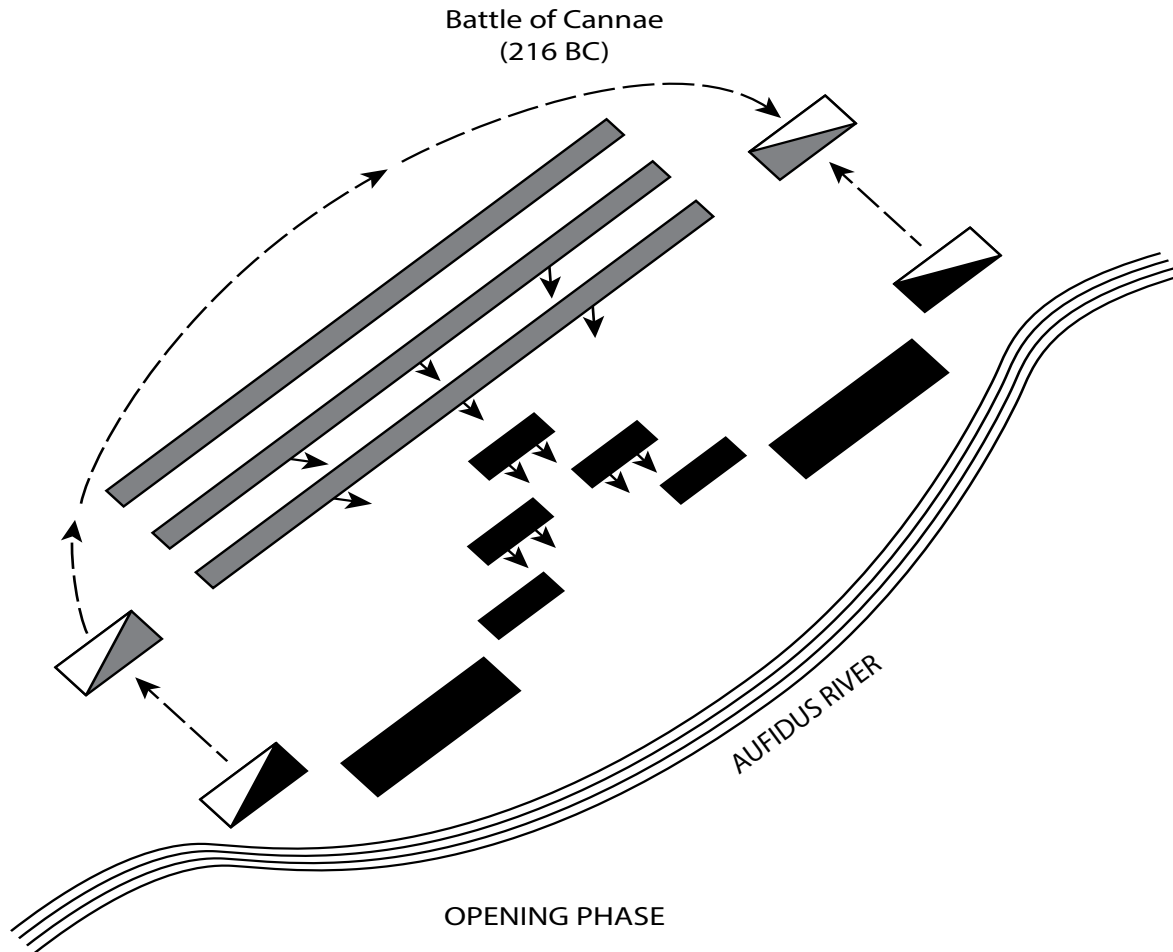 Battle of Cannae
(216 BC)
AUFIDUS RIVER
OPENING PHASE